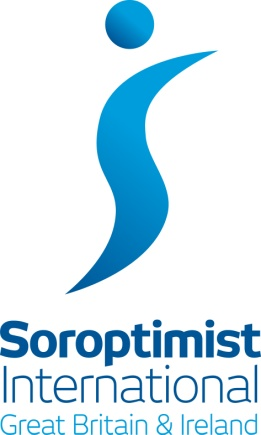 Soroptimist
International
Great Britain & Ireland